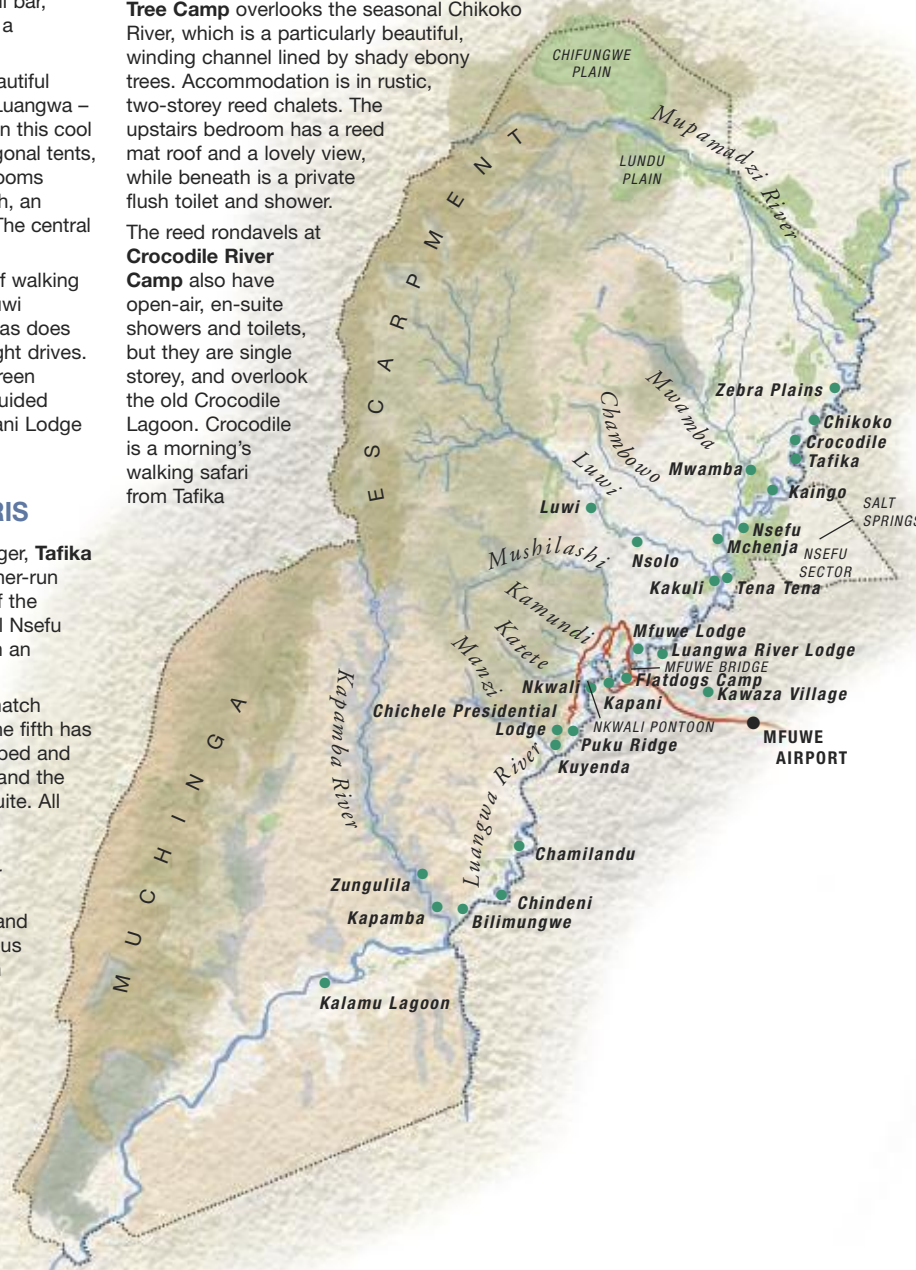 bar,
a
autiful
Luangwa –
n this cool
gonal tents,
ooms
h, an
The central
f walking
uwi
as does
ght drives.
reen
uided
ani Lodge
RIS
ger, Tafika
ner-run
f the
l Nsefu
n an
natch
ne fifth has
bed and
and the
uite. All
and
us
Tree Camp overlooks the seasonal Chikoko
River, which is a particularly beautiful,
winding channel lined by shady ebony
trees. Accommodation is in rustic,
two-storey reed chalets. The
upstairs bedroom has a reed
mat roof and a lovely view,
while beneath is a private
flush toilet and shower.
The reed rondavels at
Crocodile River
Camp also have
open-air, en-suite
showers and toilets,
but they are single
storey, and overlook
the old Crocodile
Lagoon. Crocodile
is a morning's
walking safari
from Tafika
CHIFUNGWE
PLAIN
Mupamadzi River
LUNDU
PLAIN
ESCARPMENT
Zebra Plains
Chikoko
Crocodile
Tafika
Mwamba
Chambowo
Mwamba
Kaingo
Luwi
Luwi
SALT
SPRINGS
Nsefu
Mchenja
NSEFU
SECTOR
Nsolo
Mushilashi
Kakuli
Tena Tena
Kamundi
Katete
Manzi
Mfuwe Lodge
Luangwa River Lodge
MFUWE BRIDGE
Flatdogs Camp
Nkwali
Kapani
Kawaza Village
Chichele Presidential
Lodge
NKWALI PONTOON
Puku Ridge
Kuyenda
MFUWE
AIRPORT
Kapamba River
Luangwa River
MUCHINGA
Chamilandu
Zungulila
Chindeni
Kapamba
Bilimungwe
Kalamu Lagoon